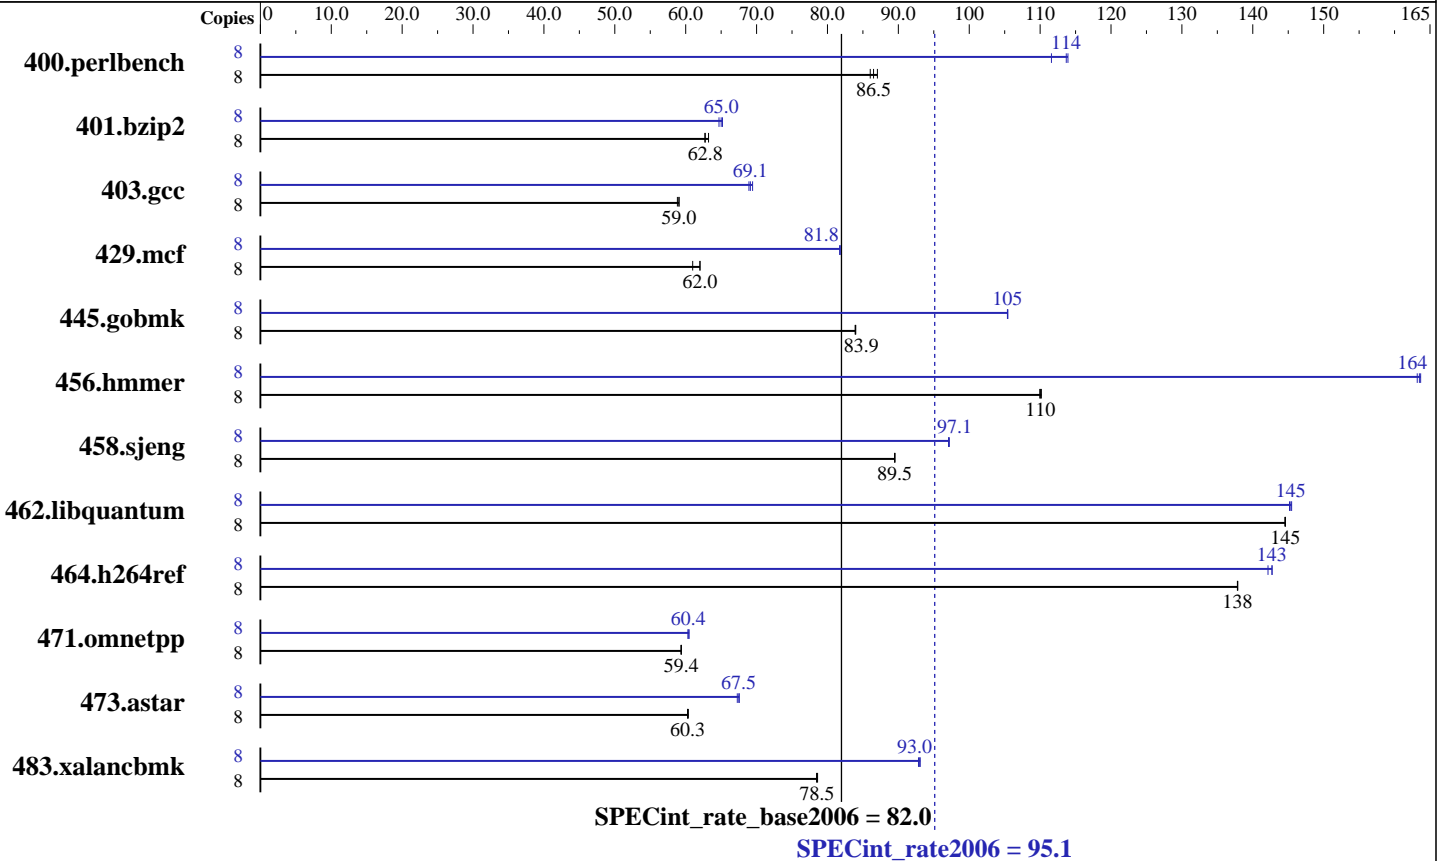 Copies 0 10.0 20.0 30.0 40.0 50.0 60.0 70.0 80.0 90.0 100 110 120 130 140 150 165
400.perlbench 8 114
8 86.5
401.bzip2 8 65.0
8 62.8
403.gcc 8 69.1
8 59.0
429.mcf 8 81.8
8 62.0
445.gobmk 8 105
8 83.9
456.hmmer 8 164
8 110
458.sjeng 8 97.1
8 89.5
462.libquantum 8 145
8 145
464.h264ref 8 143
8 138
471.omnetpp 8 60.4
8 59.4
473.astar 8 67.5
8 60.3
483.xalancbmk 8 93.0
8 78.5
SPECint_rate_base2006 = 82.0
SPECint_rate2006 = 95.1